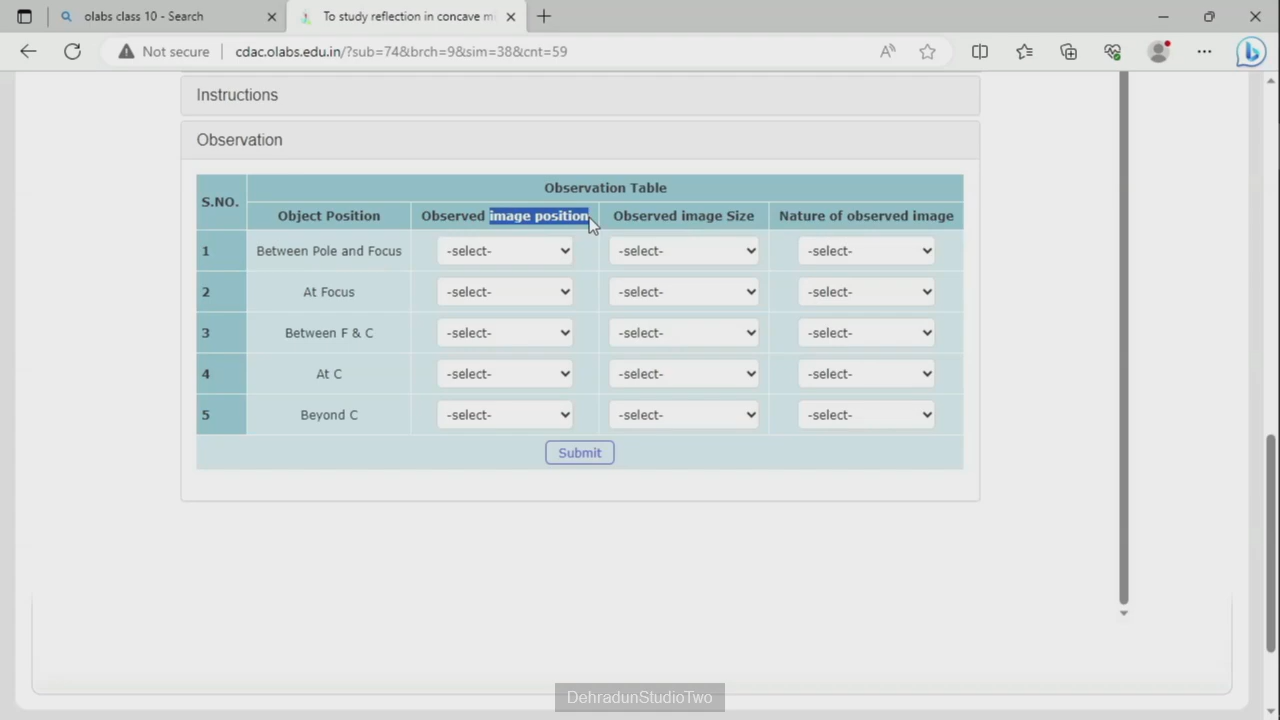 olabs class 10 - Search
To study reflection in concave mi
Not secure
cdac.olabs.edu.in/?sub=74&brch=9&sim=38&cnt=59
Instructions
Observation
S.NO.
Observation Table
Object Position
Observed image position
Observed image Size
Nature of observed image
1 Between Pole and Focus -select- -select- -select-
2 At Focus -select- -select- -select-
3 Between F & C -select- -select- -select-
4 At C -select- -select- -select-
5 Beyond C -select- -select- -select-
Submit
DehradunStudioTwo